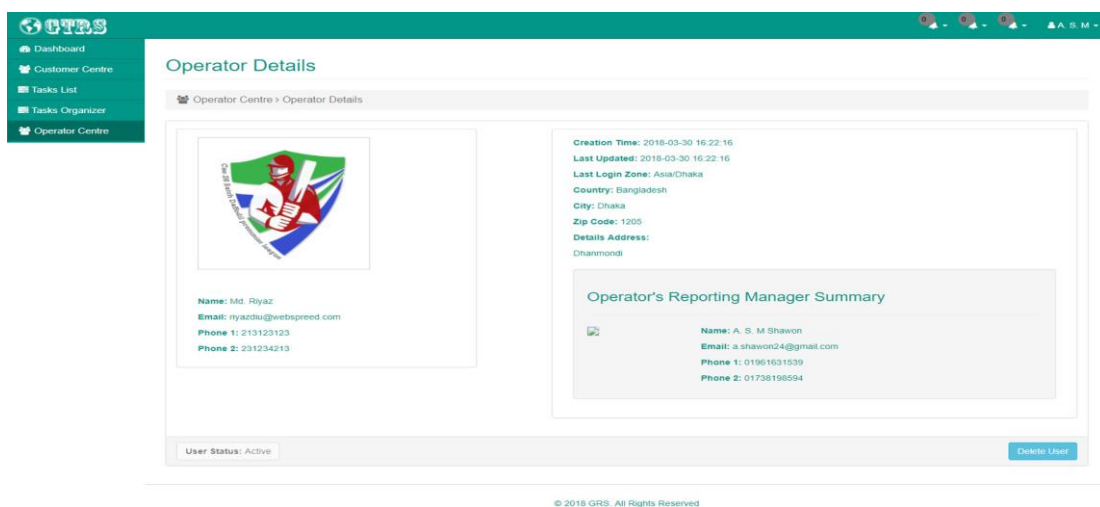 GTRS
0 0 0 A. S. M
Dashboard
Customer Centre
Tasks List
Tasks Organizer
Operator Centre
Operator Details
Operator Centre > Operator Details
Name: Md. Riyaz
Email: riyazdiu@webspreed.com
Phone 1: 213123123
Phone 2: 231234213
Creation Time: 2018-03-30 16:22:16
Last Updated: 2018-03-30 16:22:16
Last Login Zone: Asia/Dhaka
Country: Bangladesh
City: Dhaka
Zip Code: 1205
Details Address:
Dhanmondi
Operator's Reporting Manager Summary
Name: A. S. M Shawon
Email: a.shawon24@gmail.com
Phone 1: 01961631539
Phone 2: 01738198594
User Status: Active
Delete User
© 2018 GRS. All Rights Reserved